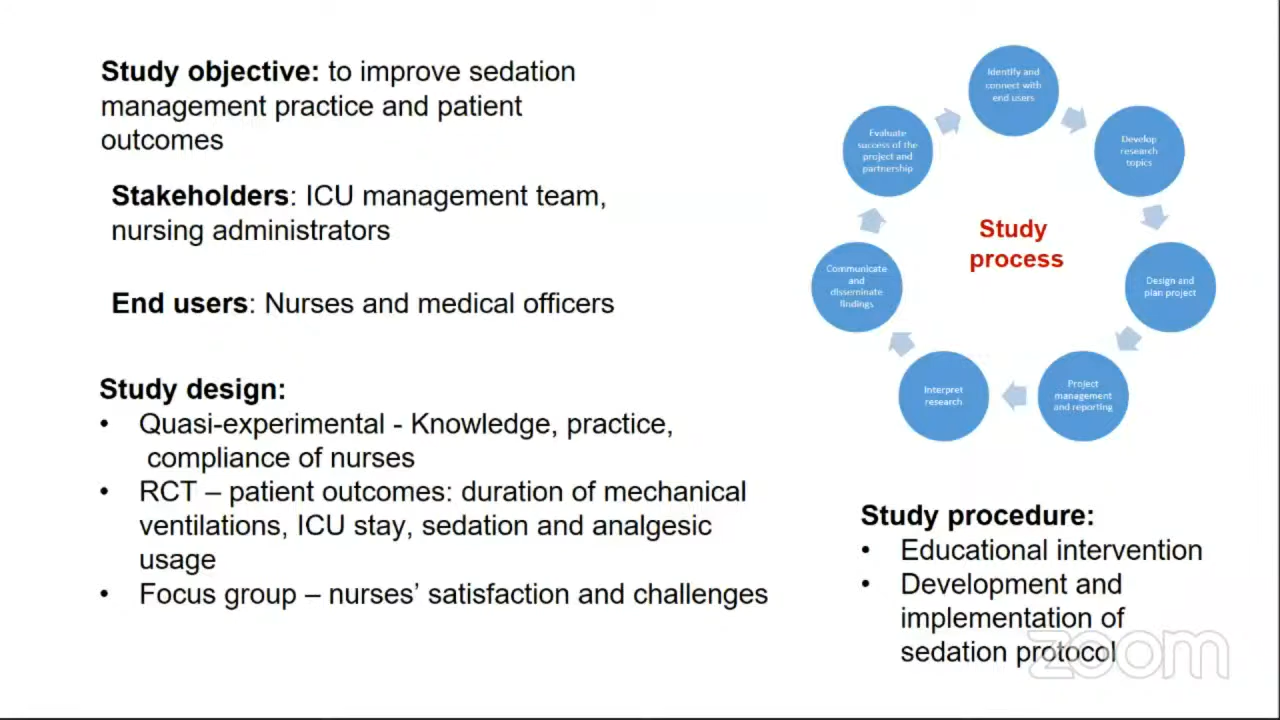 Study objective: to improve sedation
management practice and patient
outcomes
Stakeholders: ICU management team,
nursing administrators
End users: Nurses and medical officers
Study design:
• Quasi-experimental - Knowledge, practice,
compliance of nurses
• RCT – patient outcomes: duration of mechanical
ventilations, ICU stay, sedation and analgesic
usage
• Focus group – nurses’ satisfaction and challenges
Identify and
connect with
end users
Develop
research
topics
Design and
plan project
Project
management
and reporting
Interpret
research
Communicate
and
disseminate
findings
Evaluate
success of the
project and
partnership
Study
process
Study procedure:
• Educational intervention
• Development and
implementation of
sedation protocol
zoom